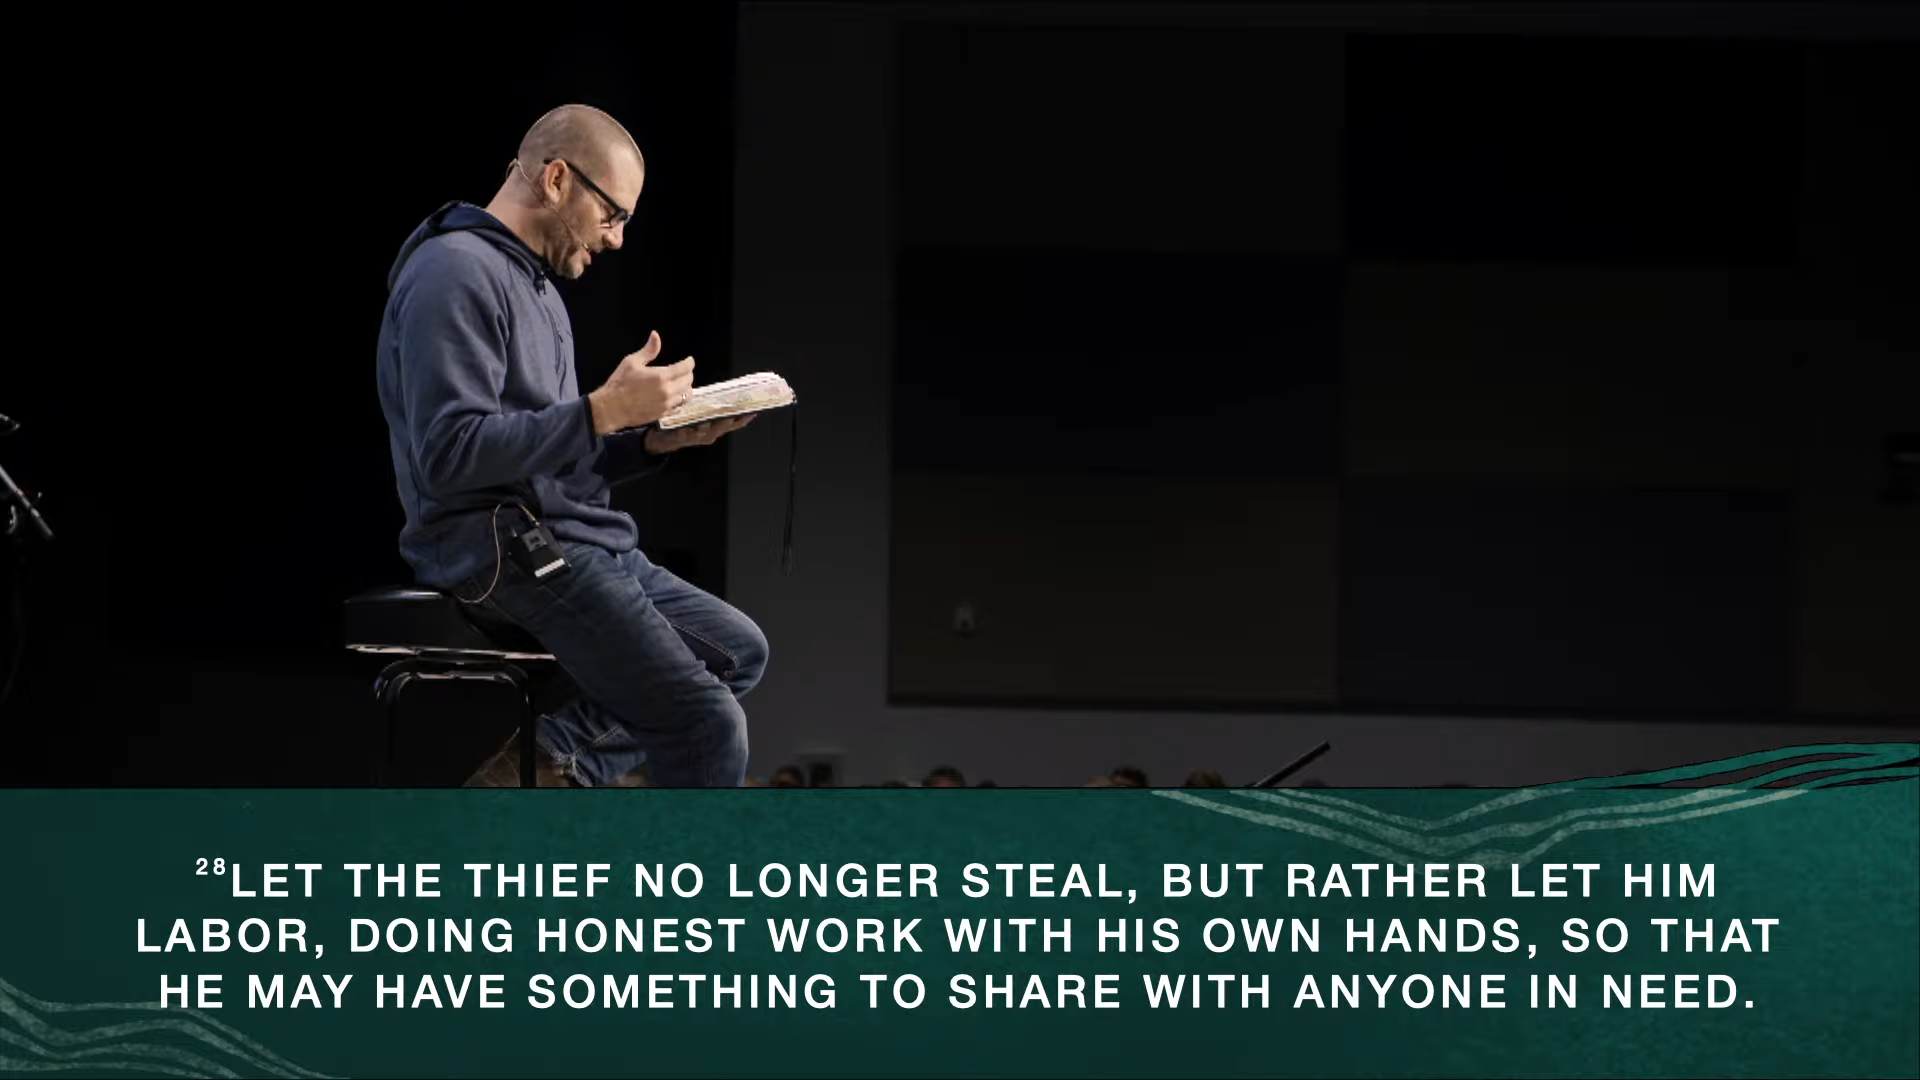 ²⁸LET THE THIEF NO LONGER STEAL, BUT RATHER LET HIM
LABOR, DOING HONEST WORK WITH HIS OWN HANDS, SO THAT
HE MAY HAVE SOMETHING TO SHARE WITH ANYONE IN NEED.